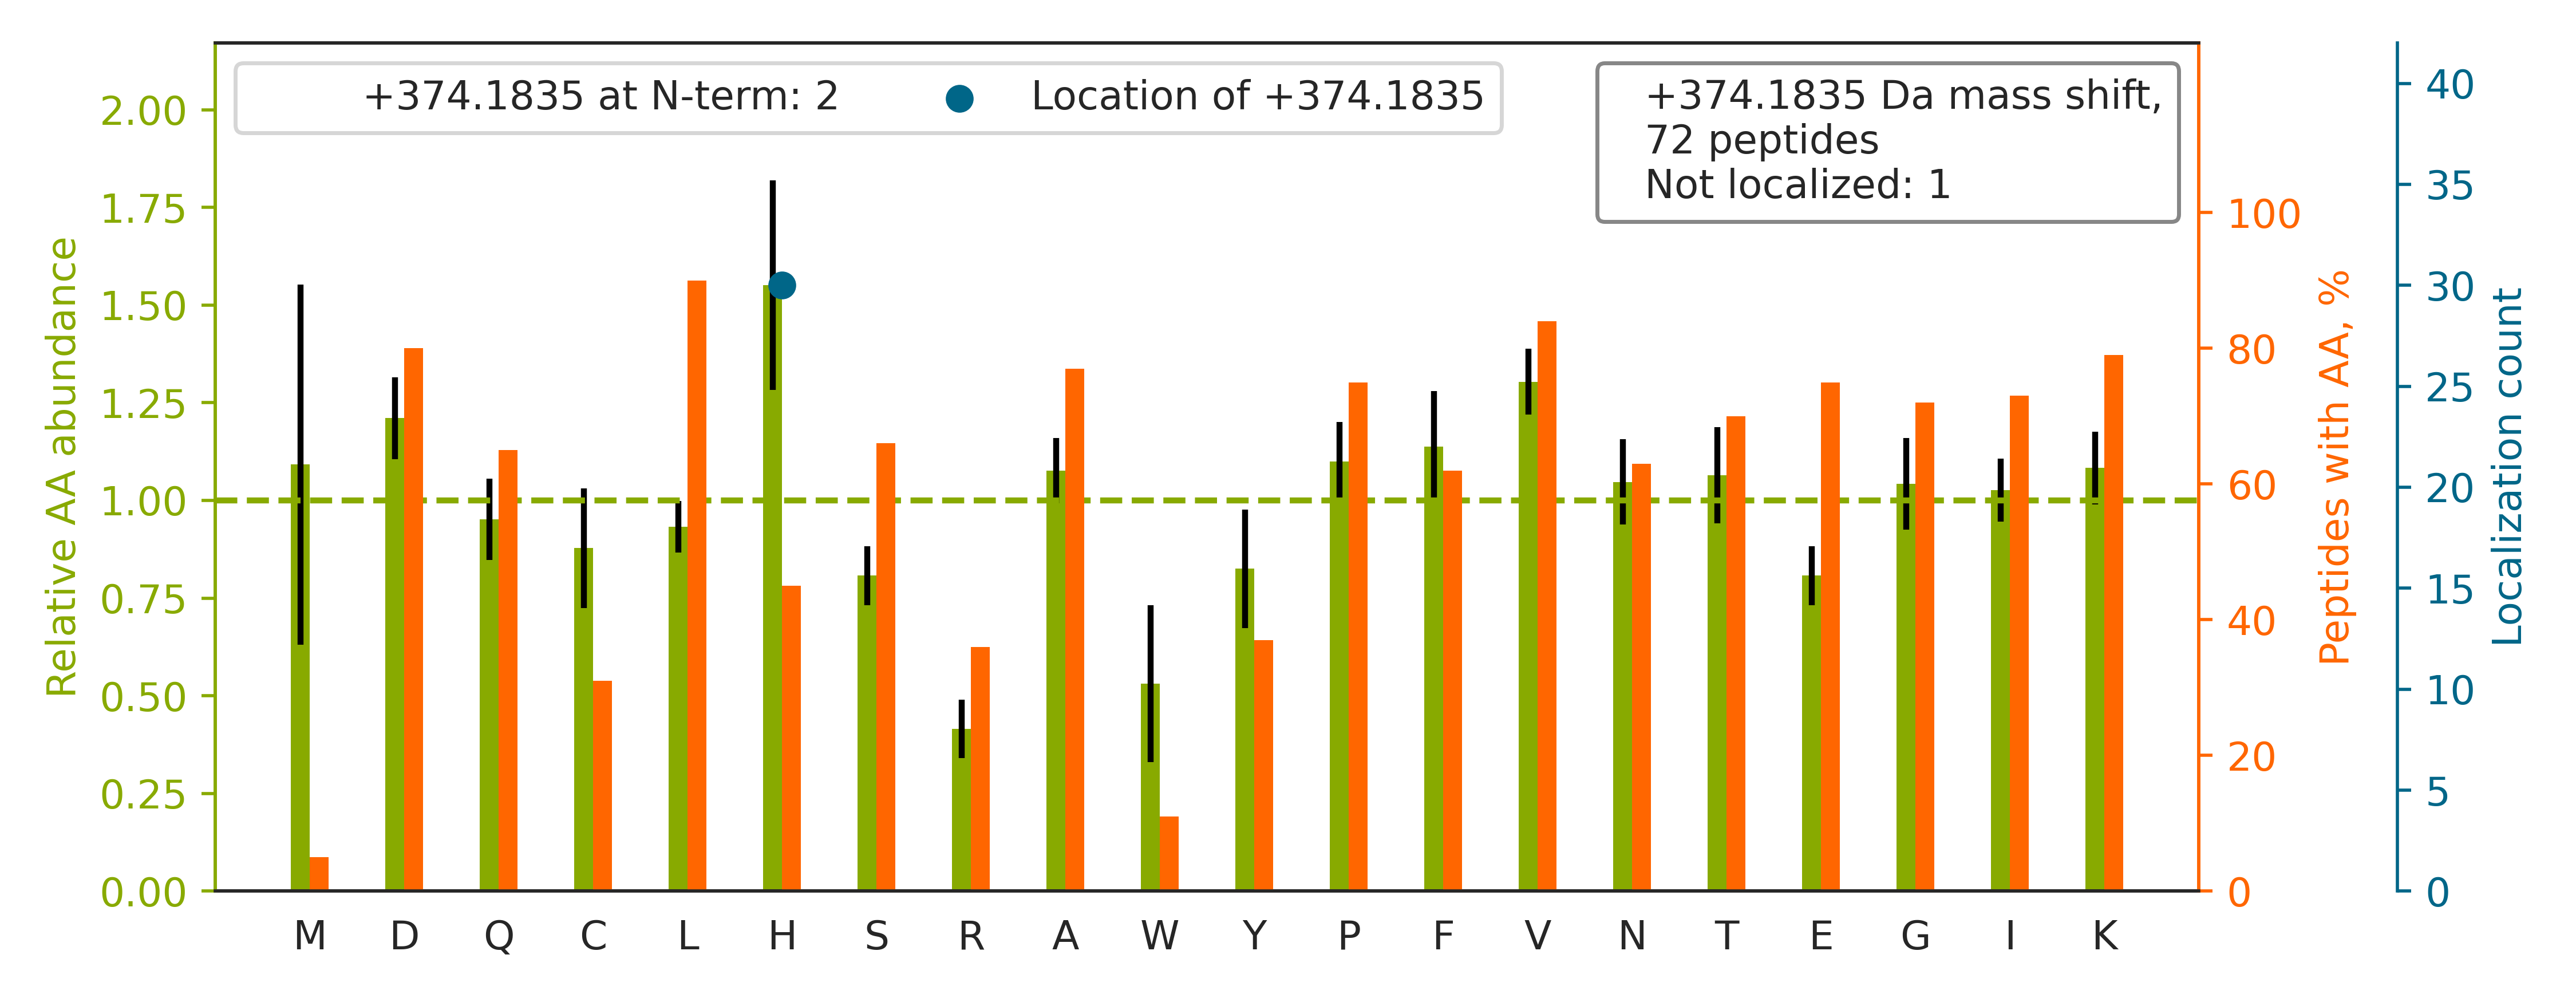 +374.1835 at N-term: 2
Location of +374.1835
+374.1835 Da mass shift,
72 peptides
Not localized: 1
Relative AA abundance
2.00
1.75
1.50
1.25
1.00
0.75
0.50
0.25
0.00
M D Q C L H S R A W Y P F V N T E G I K
100
80
60
40
20
0
Peptides with AA, %
40
35
30
25
20
15
10
5
0
Localization count